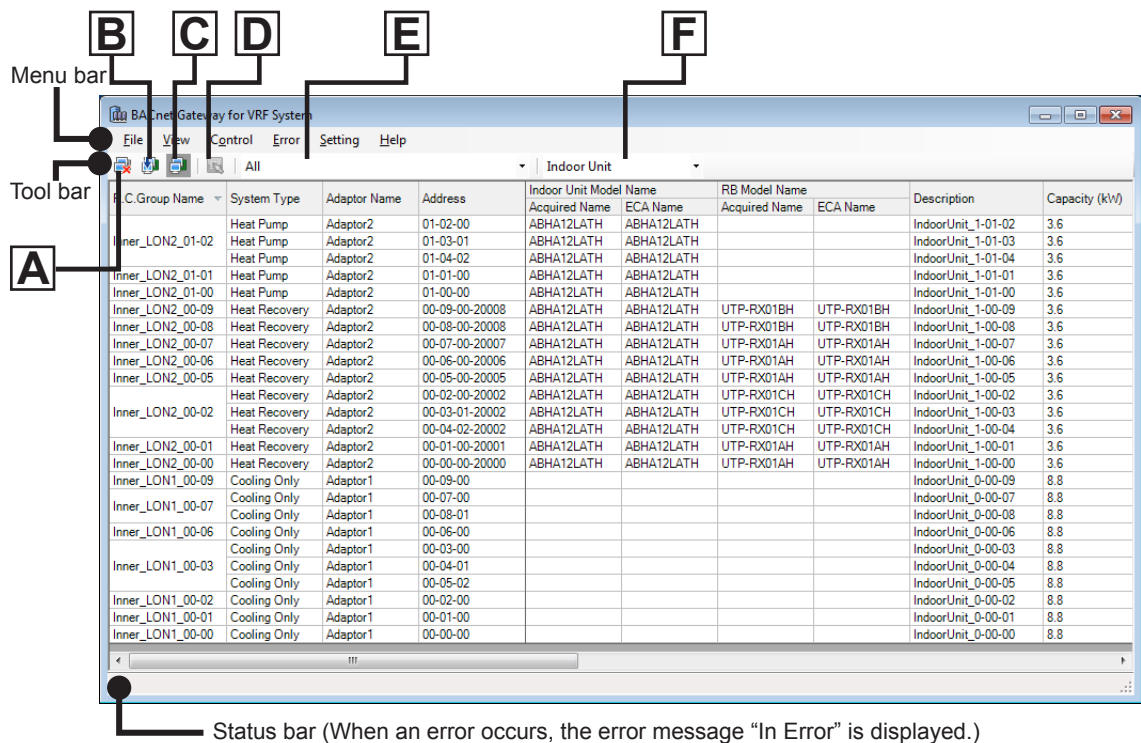 B C D E F
Menu bar
BACnet Gateway for VRF System
File View Control Error Setting Help
All Indoor Unit
Tool bar
R.C.Group Name System Type Adaptor Name Address Indoor Unit Model Name RB Model Name Description Capacity (kW)
Acquired Name ECA Name Acquired Name ECA Name
A
Heat Pump Adaptor2 01-02-00 ABHA12LATH ABHA12LATH IndoorUnit_1-01-02 3.6
Inner_LON2_01-02 Heat Pump Adaptor2 01-03-01 ABHA12LATH ABHA12LATH IndoorUnit_1-01-03 3.6
Heat Pump Adaptor2 01-04-02 ABHA12LATH ABHA12LATH IndoorUnit_1-01-04 3.6
Inner_LON2_01-01 Heat Pump Adaptor2 01-01-00 ABHA12LATH ABHA12LATH IndoorUnit_1-01-01 3.6
Inner_LON2_01-00 Heat Pump Adaptor2 01-00-00 ABHA12LATH ABHA12LATH IndoorUnit_1-01-00 3.6
Inner_LON2_00-09 Heat Recovery Adaptor2 00-09-00-20008 ABHA12LATH ABHA12LATH UTP-RX01BH UTP-RX01BH IndoorUnit_1-00-09 3.6
Inner_LON2_00-08 Heat Recovery Adaptor2 00-08-00-20008 ABHA12LATH ABHA12LATH UTP-RX01BH UTP-RX01BH IndoorUnit_1-00-08 3.6
Inner_LON2_00-07 Heat Recovery Adaptor2 00-07-00-20007 ABHA12LATH ABHA12LATH UTP-RX01AH UTP-RX01AH IndoorUnit_1-00-07 3.6
Inner_LON2_00-06 Heat Recovery Adaptor2 00-06-00-20006 ABHA12LATH ABHA12LATH UTP-RX01AH UTP-RX01AH IndoorUnit_1-00-06 3.6
Inner_LON2_00-05 Heat Recovery Adaptor2 00-05-00-20005 ABHA12LATH ABHA12LATH UTP-RX01AH UTP-RX01AH IndoorUnit_1-00-05 3.6
Heat Recovery Adaptor2 00-02-00-20002 ABHA12LATH ABHA12LATH UTP-RX01CH UTP-RX01CH IndoorUnit_1-00-02 3.6
Inner_LON2_00-02 Heat Recovery Adaptor2 00-03-01-20002 ABHA12LATH ABHA12LATH UTP-RX01CH UTP-RX01CH IndoorUnit_1-00-03 3.6
Heat Recovery Adaptor2 00-04-02-20002 ABHA12LATH ABHA12LATH UTP-RX01CH UTP-RX01CH IndoorUnit_1-00-04 3.6
Inner_LON2_00-01 Heat Recovery Adaptor2 00-01-00-20001 ABHA12LATH ABHA12LATH UTP-RX01AH UTP-RX01AH IndoorUnit_1-00-01 3.6
Inner_LON2_00-00 Heat Recovery Adaptor2 00-00-00-20000 ABHA12LATH ABHA12LATH UTP-RX01AH UTP-RX01AH IndoorUnit_1-00-00 3.6
Inner_LON1_00-09 Cooling Only Adaptor1 00-09-00 IndoorUnit_0-00-09 8.8
Inner_LON1_00-07 Cooling Only Adaptor1 00-07-00 IndoorUnit_0-00-07 8.8
Cooling Only Adaptor1 00-08-01 IndoorUnit_0-00-08 8.8
Inner_LON1_00-06 Cooling Only Adaptor1 00-06-00 IndoorUnit_0-00-06 8.8
Cooling Only Adaptor1 00-03-00 IndoorUnit_0-00-03 8.8
Inner_LON1_00-03 Cooling Only Adaptor1 00-04-01 IndoorUnit_0-00-04 8.8
Cooling Only Adaptor1 00-05-02 IndoorUnit_0-00-05 8.8
Inner_LON1_00-02 Cooling Only Adaptor1 00-02-00 IndoorUnit_0-00-02 8.8
Inner_LON1_00-01 Cooling Only Adaptor1 00-01-00 IndoorUnit_0-00-01 8.8
Inner_LON1_00-00 Cooling Only Adaptor1 00-00-00 IndoorUnit_0-00-00 8.8
Status bar (When an error occurs, the error message “In Error” is displayed.)